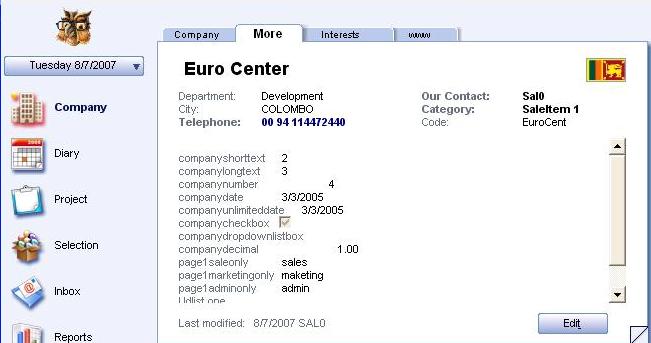 Company More Interests www
Tuesday 8/7/2007
Euro Center
Department: Development Our Contact: Sal0
City: COLOMBO Category: SaleItem 1
Telephone: 00 94 114472440 Code: EuroCent
Company
Diary
Project
Selection
Inbox
Reports
companyshorttext 2
companylongtext 3
companynumber 4
companydate 3/3/2005
companyunlimiteddate 3/3/2005
companycheckbox
companydropdownlistbox
companydecimal 1.00
page1saleonly sales
page1marketingonly maketing
page1adminonly admin
Udlist one
Last modified: 8/7/2007 SAL0
Edit